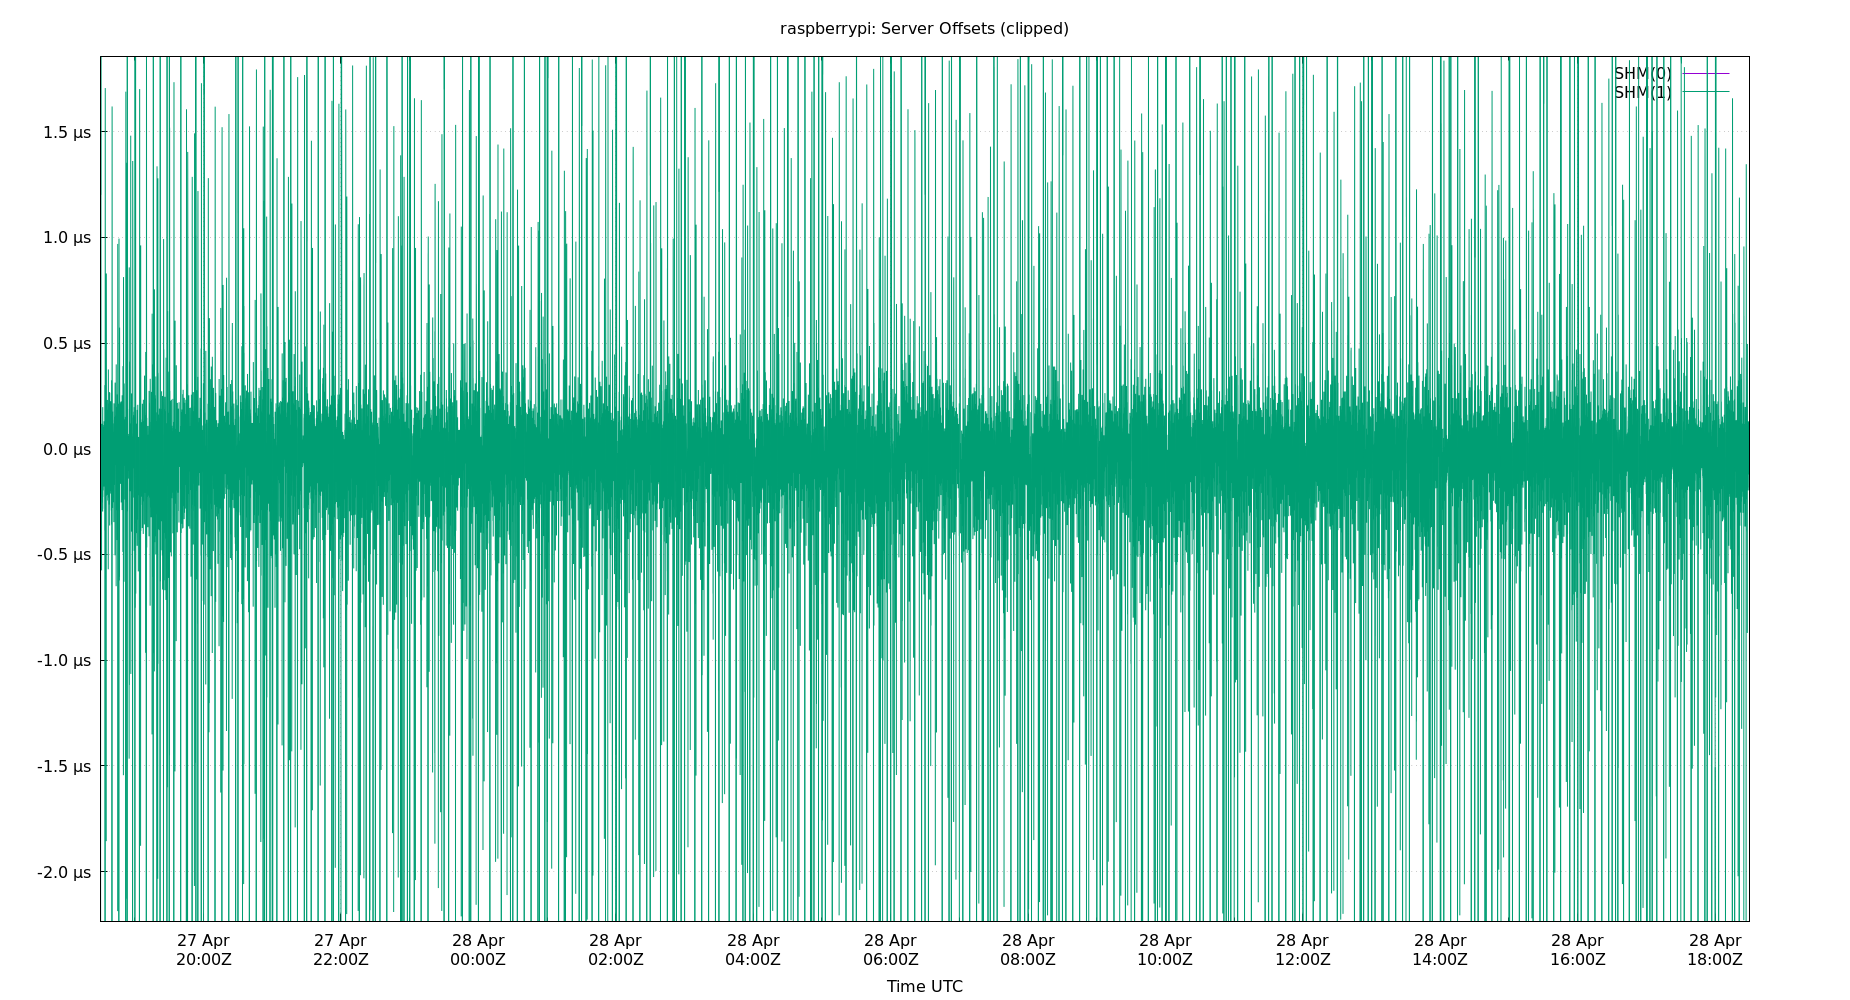 raspberrypi: Server Offsets (clipped)
SHM(0)
SHM(1)
1.5 µs
1.0 µs
0.5 µs
0.0 µs
-0.5 µs
-1.0 µs
-1.5 µs
-2.0 µs
27 Apr 27 Apr 28 Apr 28 Apr 28 Apr 28 Apr 28 Apr 28 Apr 28 Apr 28 Apr 28 Apr 28 Apr
20:00Z 22:00Z 00:00Z 02:00Z 04:00Z 06:00Z 08:00Z 10:00Z 12:00Z 14:00Z 16:00Z 18:00Z
Time UTC